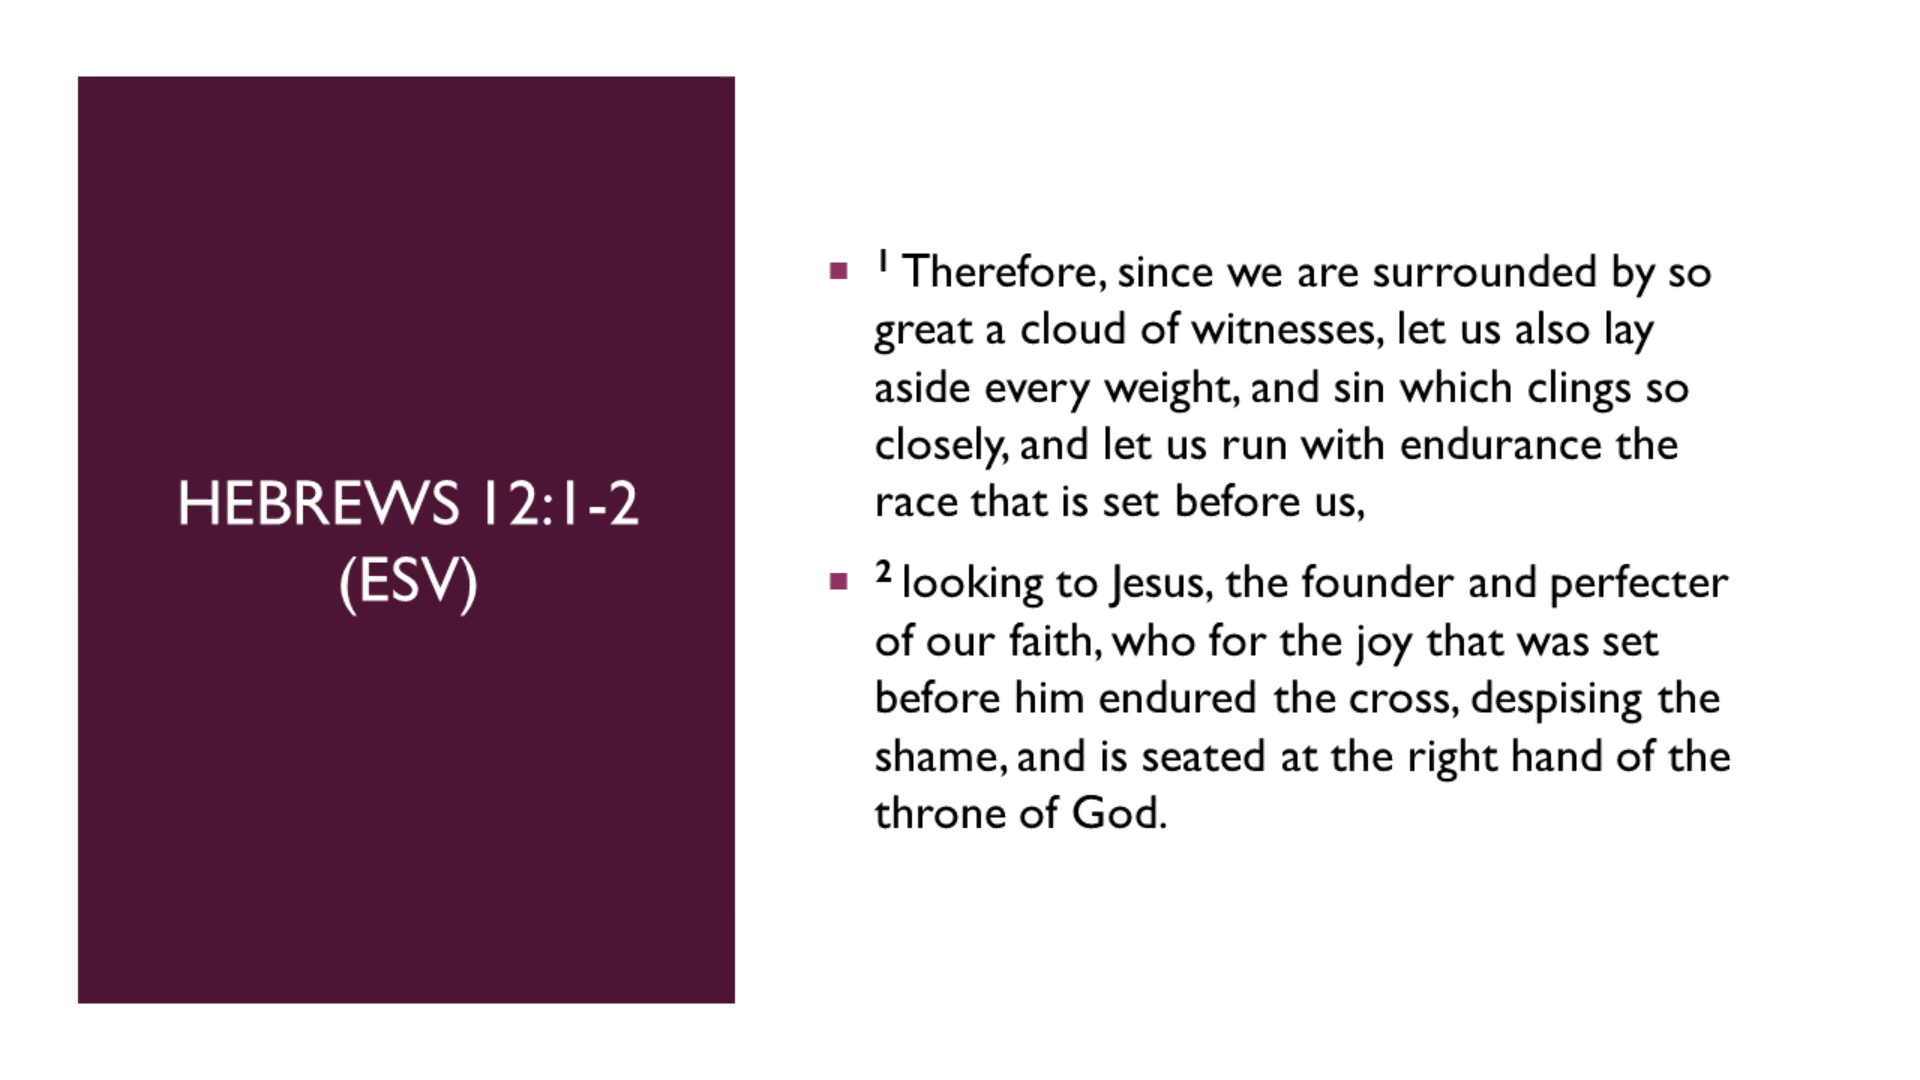 HEBREWS 12:1-2
(ESV)
1 Therefore, since we are surrounded by so
great a cloud of witnesses, let us also lay
aside every weight, and sin which clings so
closely, and let us run with endurance the
race that is set before us,
2 looking to Jesus, the founder and perfecter
of our faith, who for the joy that was set
before him endured the cross, despising the
shame, and is seated at the right hand of the
throne of God.